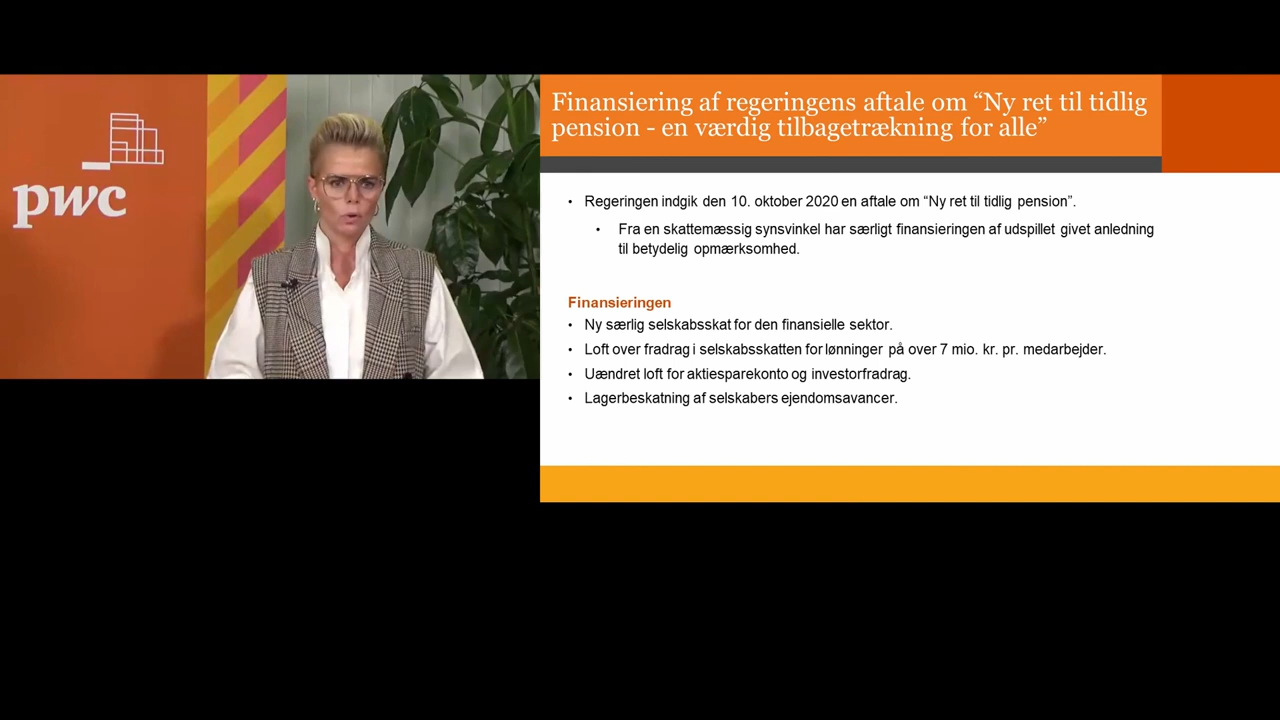 pwc
Finansiering af regeringens aftale om “Ny ret til tidlig
pension - en værdig tilbagetrækning for alle”
• Regeringen indgik den 10. oktober 2020 en aftale om “Ny ret til tidlig pension”.
• Fra en skattemæssig synsvinkel har særligt finansieringen af udspillet givet anledning
til betydelig opmærksomhed.
Finansieringen
• Ny særlig selskabsskat for den finansielle sektor.
• Loft over fradrag i selskabsskatten for lønninger på over 7 mio. kr. pr. medarbejder.
• Uændret loft for aktiesparekonto og investorfradrag.
• Lagerbeskatning af selskabers ejendomsavancer.